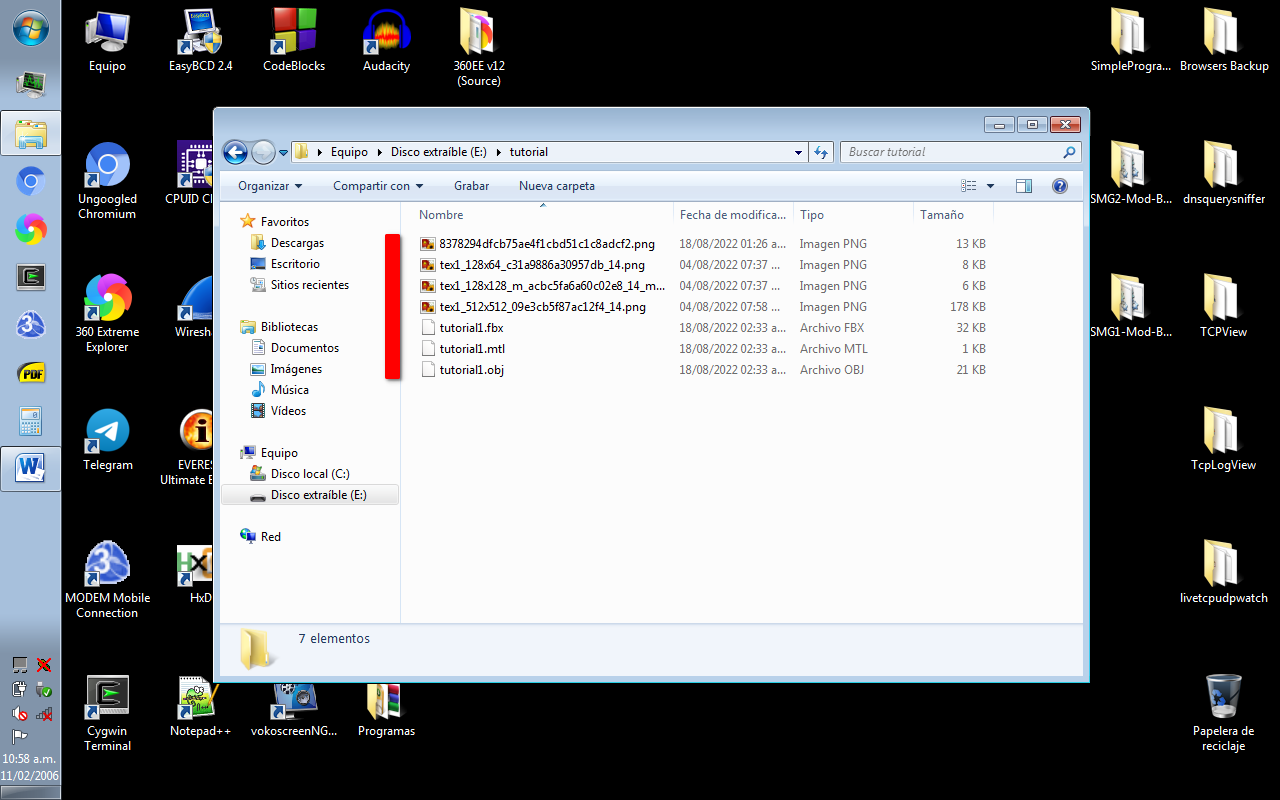 Equipo
EasyBCD 2.4
CodeBlocks
Audacity
360EE v12
(Source)
SimpleProgra...
Browsers Backup
Ungoogled
Chromium
CPUID C
SMG2-Mod-B...
dnsquerysniffer
360 Extreme
Explorer
Wiresha
SMG1-Mod-B...
TCPView
Telegram
EVERES
Ultimate E
TcpLogView
MODEM Mobile
Connection
HxD
livetcpudpwatch
Cygwin
Terminal
Notepad++
vokoscreenNG...
Programas
Papelera de
reciclaje
PDF
10:58 a.m.
11/02/2006
Equipo Disco extraíble (E:) tutorial
Buscar tutorial
Organizar Compartir con Grabar Nueva carpeta
Favoritos
Descargas
Escritorio
Sitios recientes
Bibliotecas
Documentos
Imágenes
Música
Vídeos
Equipo
Disco local (C:)
Disco extraíble (E:)
Red
Nombre Fecha de modifica... Tipo Tamaño
8378294dfcb75ae4f1cbd51c1c8adcf2.png 18/08/2022 01:26 a... Imagen PNG 13 KB
tex1_128x64_c31a9886a30957db_14.png 04/08/2022 07:37 ... Imagen PNG 8 KB
tex1_128x128_m_acbc5fa6a60c02e8_14_m... 04/08/2022 07:37 ... Imagen PNG 6 KB
tex1_512x512_09e3cb5f87ac12f4_14.png 04/08/2022 07:58 ... Imagen PNG 178 KB
tutorial1.fbx 18/08/2022 02:33 a... Archivo FBX 32 KB
tutorial1.mtl 18/08/2022 02:33 a... Archivo MTL 1 KB
tutorial1.obj 18/08/2022 02:33 a... Archivo OBJ 21 KB
7 elementos